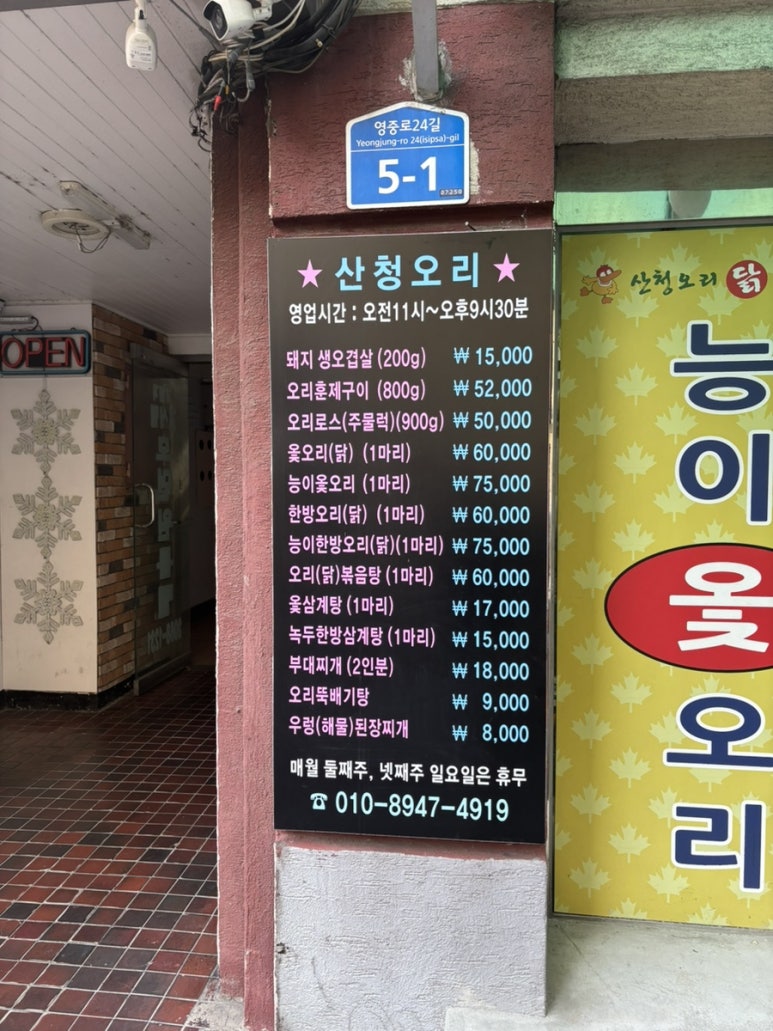 영중로24길
Yeongjung-ro 24(isipsa)-gil
5-1
07250
OPEN
★ 산청오리 ★
영업시간 : 오전11시~오후9시30분
돼지 생오겹살 (200g) ₩ 15,000
오리훈제구이 (800g) ₩ 52,000
오리로스(주물럭)(900g) ₩ 50,000
옻오리(닭) (1마리) ₩ 60,000
능이옻오리 (1마리) ₩ 75,000
한방오리(닭) (1마리) ₩ 60,000
능이한방오리(닭)(1마리) ₩ 75,000
오리(닭)볶음탕 (1마리) ₩ 60,000
옻삼계탕 (1마리) ₩ 17,000
녹두한방삼계탕 (1마리) ₩ 15,000
부대찌개 (2인분) ₩ 18,000
오리뚝배기탕 ₩ 9,000
우렁(해물)된장찌개 ₩ 8,000
매월 둘째주, 넷째주 일요일은 휴무
☎ 010-8947-4919
산청오리 닭
능이
옻
오리